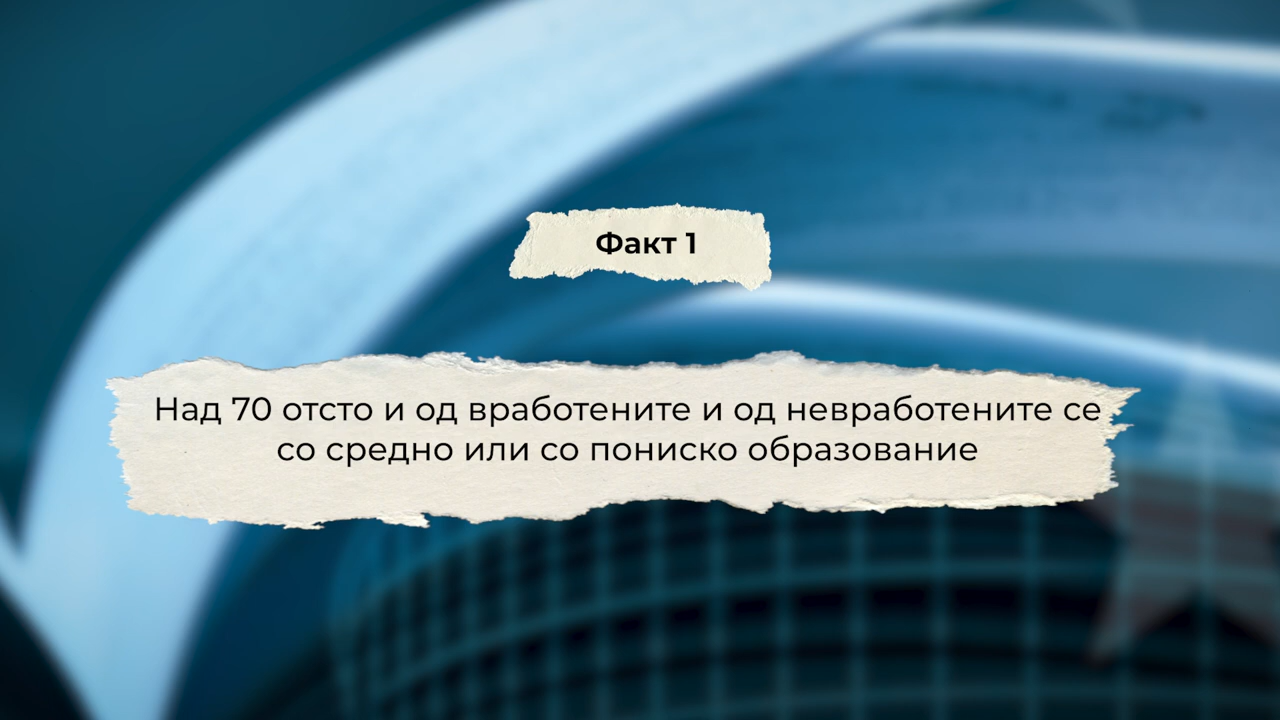 Факт 1
Над 70 отсто и од вработените и од невработените се
со средно или со пониско образование